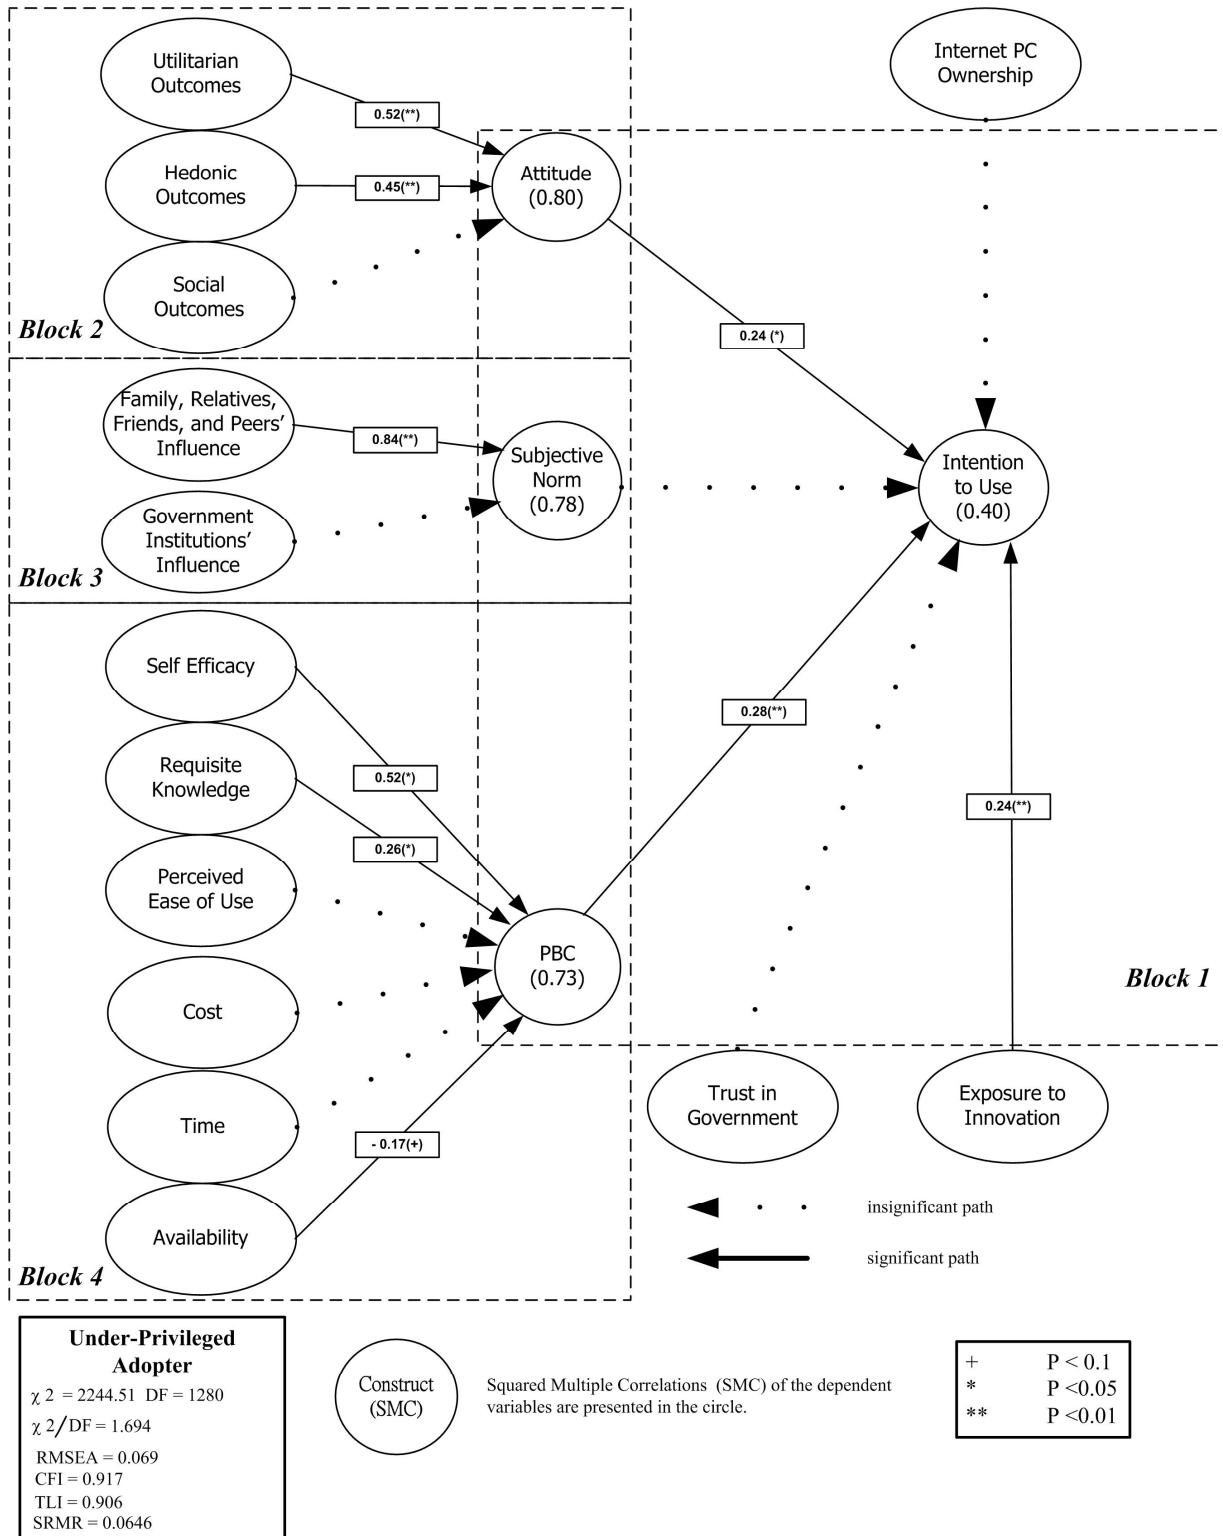 Utilitarian
Outcomes
0.52(**)
Hedonic
Outcomes
0.45(**)
Social
Outcomes
Block 2
Attitude
(0.80)
Internet PC
Ownership
0.24 (*)
Family, Relatives,
Friends, and Peers’
Influence
0.84(**)
Government
Institutions’
Influence
Block 3
Subjective
Norm
(0.78)
Intention
to Use
(0.40)
Self Efficacy
0.52(*)
Requisite
Knowledge
0.26(*)
Perceived
Ease of Use
Cost
Time
- 0.17(+)
Availability
Block 4
PBC
(0.73)
0.28(**)
0.24(**)
Block 1
Trust in
Government
Exposure to
Innovation
insignificant path
significant path
Under-Privileged
Adopter
χ 2 = 2244.51 DF = 1280
χ 2/DF = 1.694
RMSEA = 0.069
CFI = 0.917
TLI = 0.906
SRMR = 0.0646
Construct
(SMC)
Squared Multiple Correlations (SMC) of the dependent
variables are presented in the circle.
+ P < 0.1
* P <0.05
** P <0.01